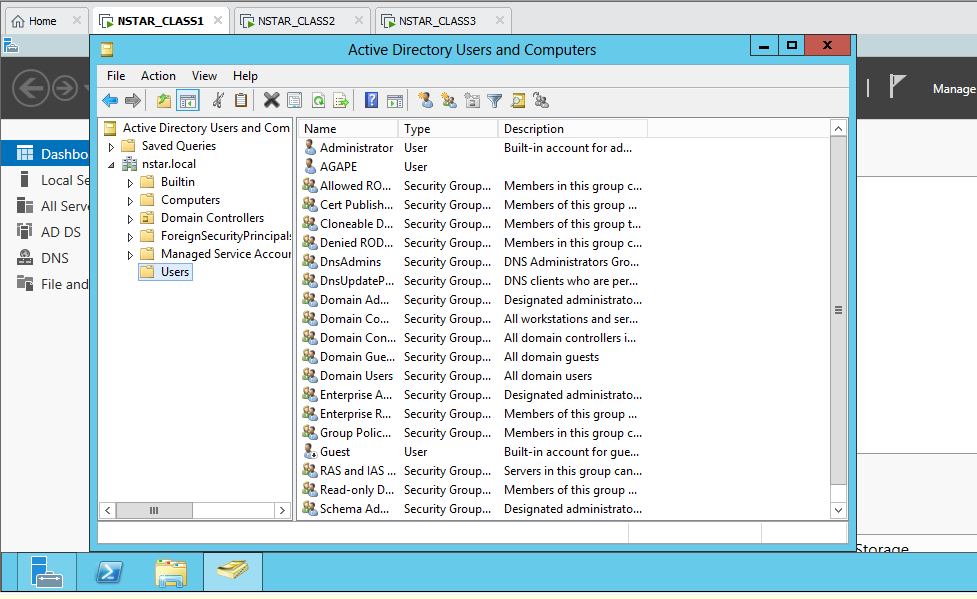 Home NSTAR_CLASS1 NSTAR_CLASS2 NSTAR_CLASS3
Active Directory Users and Computers
File Action View Help
Manage
Dashbo
Local Se
All Serve
AD DS
DNS
File and
Active Directory Users and Com
Saved Queries
nstar.local
Builtin
Computers
Domain Controllers
ForeignSecurityPrincipals
Managed Service Accour
Users
Name Type Description
Administrator User Built-in account for ad...
AGAPE User
Allowed RO... Security Group... Members in this group c...
Cert Publish... Security Group... Members of this group ...
Cloneable D... Security Group... Members of this group t...
Denied ROD... Security Group... Members in this group c...
DnsAdmins Security Group... DNS Administrators Gro...
DnsUpdateP... Security Group... DNS clients who are per...
Domain Ad... Security Group... Designated administrato...
Domain Co... Security Group... All workstations and ser...
Domain Con... Security Group... All domain controllers i...
Domain Gue... Security Group... All domain guests
Domain Users Security Group... All domain users
Enterprise A... Security Group... Designated administrato...
Enterprise R... Security Group... Members of this group ...
Group Polic... Security Group... Members in this group c...
Guest User Built-in account for gue...
RAS and IAS ... Security Group... Servers in this group can...
Read-only D... Security Group... Members of this group ...
Schema Ad... Security Group... Designated administrato...
Storage